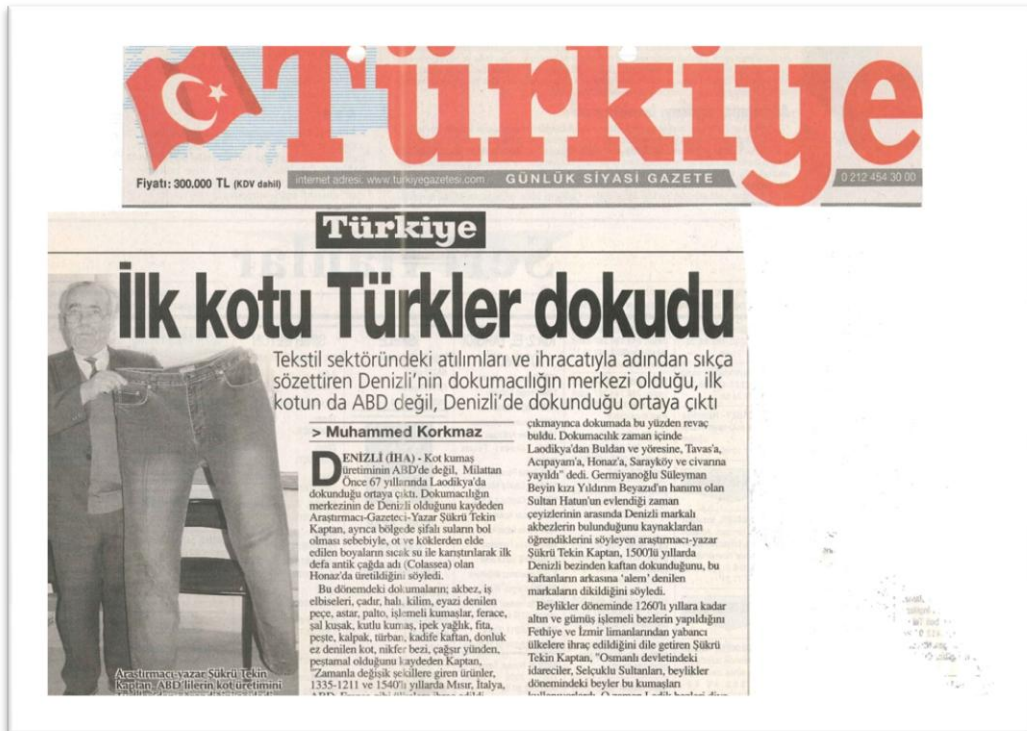 Türkiye
Fiyatı: 300.000 TL (KDV dahil)
internet adresi: www.turkiyegazetesi.com
GÜNLÜK SİYASİ GAZETE
0 212 454 30 00
Türkiye
İlk kotu Türkler dokudu
Tekstil sektöründeki atılımları ve ihracatıyla adından sıkça
sözettiren Denizli'nin dokumacılığın merkezi olduğu, ilk
kotun da ABD değil, Denizli'de dokunduğu ortaya çıktı
> Muhammed Korkmaz
DENİZLİ (İHA) - Kot kumaş
üretiminin ABD'de değil, Milattan
Önce 67 yıllarında Laodikya'da
dokunduğu ortaya çıktı. Dokumacılığın
merkezinin de Denizli olduğunu kaydeden
Araştırmacı-Gazeteci-Yazar Şükrü Tekin
Kaptan, ayrıca bölgede şifalı suların bol
olması sebebiyle, ot ve köklerden elde
edilen boyaların sıcak su ile karıştırılarak ilk
defa antik çağda adı (Colassea) olan
Honaz'da üretildiğini söyledi.
Bu dönemdeki dokumaların; akbez, iş
elbiseleri, çadır, halı, kilim, eyazi denilen
peçe, astar, palto, işlemeli kumaşlar, ferace,
şal kuşak, kutlu kumaş, ipek yağlık, fita,
peşte, kalpak, türban, kadife kaftan, donluk
ez denilen kot, nikfer bezi, çağşır yünden,
peştamal olduğunu kaydeden Kaptan,
"Zamanla değişik şekillere giren ürünler,
1335-1211 ve 1540'lı yıllarda Mısır, İtalya,
çıkmayınca dokumada bu yüzden revaç
buldu. Dokumacılık zaman içinde
Laodikya'dan Buldan ve yöresine, Tavas'a,
Acıpayam'a, Honaz'a, Sarayköy ve civarına
yayıldı" dedi. Germiyanoğlu Süleyman
Beyin kızı Yıldırım Beyazıd'ın hanımı olan
Sultan Hatun'un evlendiği zaman
çeyizlerinin arasında Denizli markalı
akbezlerin bulunduğunu kaynaklardan
öğrendiklerini söyleyen araştırmacı-yazar
Şükrü Tekin Kaptan, 1500'lü yıllarda
Denizli bezinden kaftan dokunduğunu, bu
kaftanların arkasına 'alem' denilen
markaların dikildiğini söyledi.
Beylikler döneminde 1260'lı yıllara kadar
altın ve gümüş işlemeli bezlerin yapıldığını
Fethiye ve İzmir limanlarından yabancı
ülkelere ihraç edildiğini dile getiren Şükrü
Tekin Kaptan, "Osmanlı devletindeki
idareciler, Selçuklu Sultanları, beylikler
dönemindeki beyler bu kumaşları
Araştırmacı-yazar Şükrü Tekin
Kaptan, ABD'lilerin kot üretimini